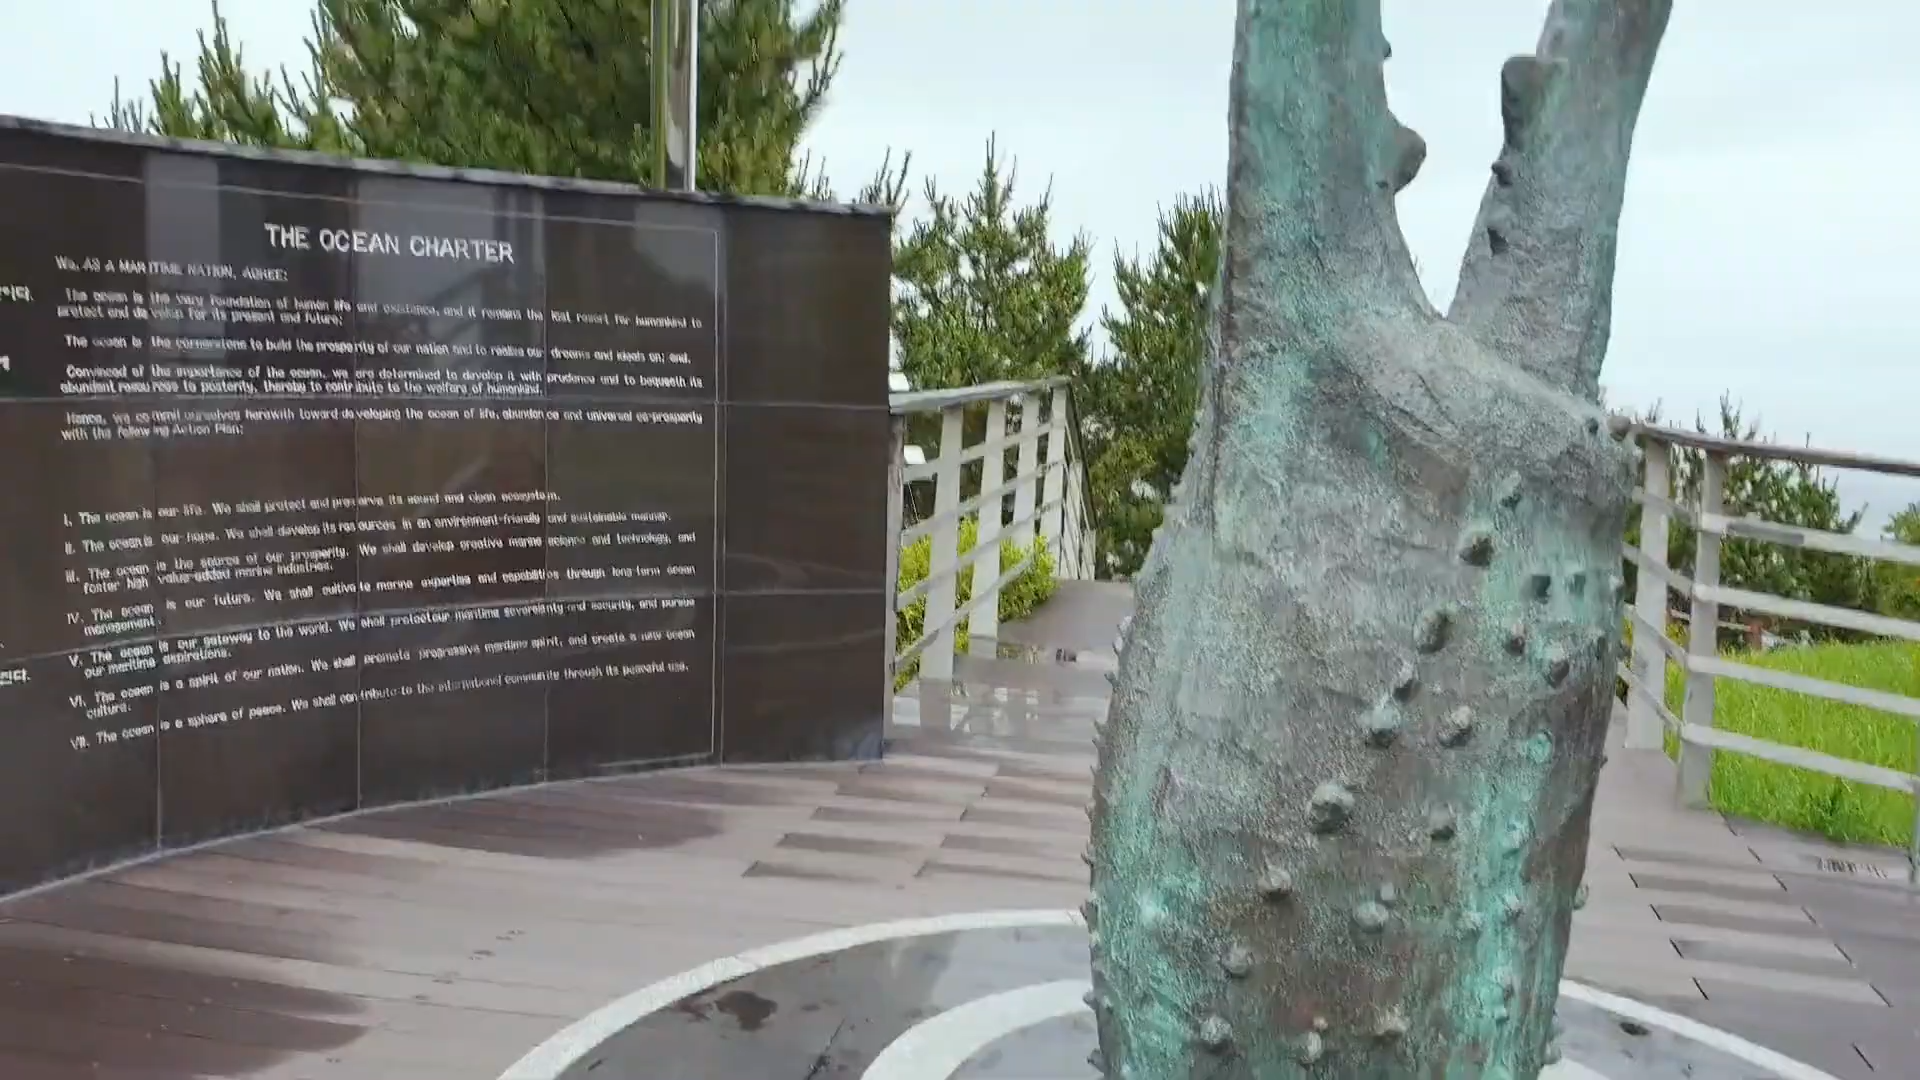 THE OCEAN CHARTER
We, AS A MARITIME NATION, AGREE:
The ocean is the very foundation of human life and existence, and it remains the last resort for humankind to
protect and develop for its present and future;
The ocean is the cornerstone to build the prosperity of our nation and to realize our dreams and ideals on; and,
Convinced of the importance of the ocean, we are determined to develop it with prudence and to bequeath its
abundant resources to posterity, thereby to contribute to the welfare of humankind.
Hence, we commit ourselves herewith toward developing the ocean of life, abundance and universal co-prosperity
with the following Action Plan:
I. The ocean is our life. We shall protect and preserve its sound and clean ecosystem.
II. The ocean is our hope. We shall develop its resources in an environment-friendly and sustainable manner.
III. The ocean is the source of our prosperity. We shall develop creative marine science and technology, and
foster high value-added marine industries.
IV. The ocean is our future. We shall cultivate marine expertise and capabilities through long-term ocean
management.
V. The ocean is our gateway to the world. We shall protect our maritime sovereignty and security, and pursue
our maritime aspirations.
VI. The ocean is a spirit of our nation. We shall promote progressive maritime spirit, and create a new ocean
culture.
VII. The ocean is a sphere of peace. We shall contribute to the international community through its peaceful use.